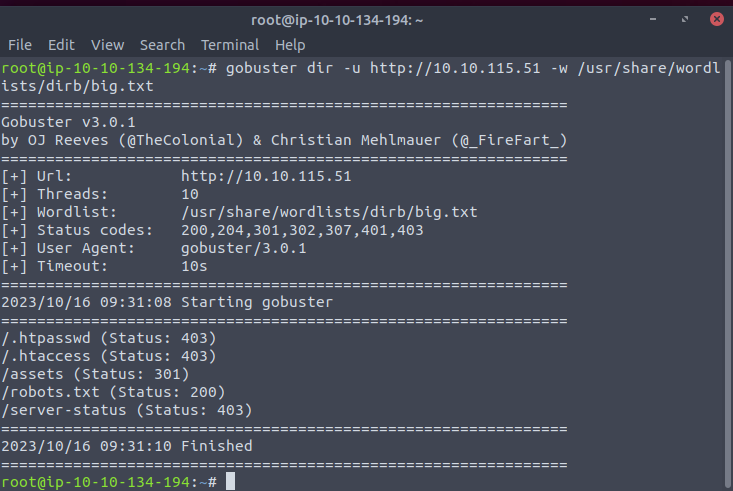 root@ip-10-10-134-194: ~
File Edit View Search Terminal Help
root@ip-10-10-134-194:~# gobuster dir -u http://10.10.115.51 -w /usr/share/wordl
ists/dirb/big.txt
===============================================================
Gobuster v3.0.1
by OJ Reeves (@TheColonial) & Christian Mehlmauer (@_FireFart_)
===============================================================
[+] Url:            http://10.10.115.51
[+] Threads:        10
[+] Wordlist:       /usr/share/wordlists/dirb/big.txt
[+] Status codes:   200,204,301,302,307,401,403
[+] User Agent:     gobuster/3.0.1
[+] Timeout:        10s
===============================================================
2023/10/16 09:31:08 Starting gobuster
===============================================================
/.htpasswd (Status: 403)
/.htaccess (Status: 403)
/assets (Status: 301)
/robots.txt (Status: 200)
/server-status (Status: 403)
===============================================================
2023/10/16 09:31:10 Finished
===============================================================
root@ip-10-10-134-194:~#